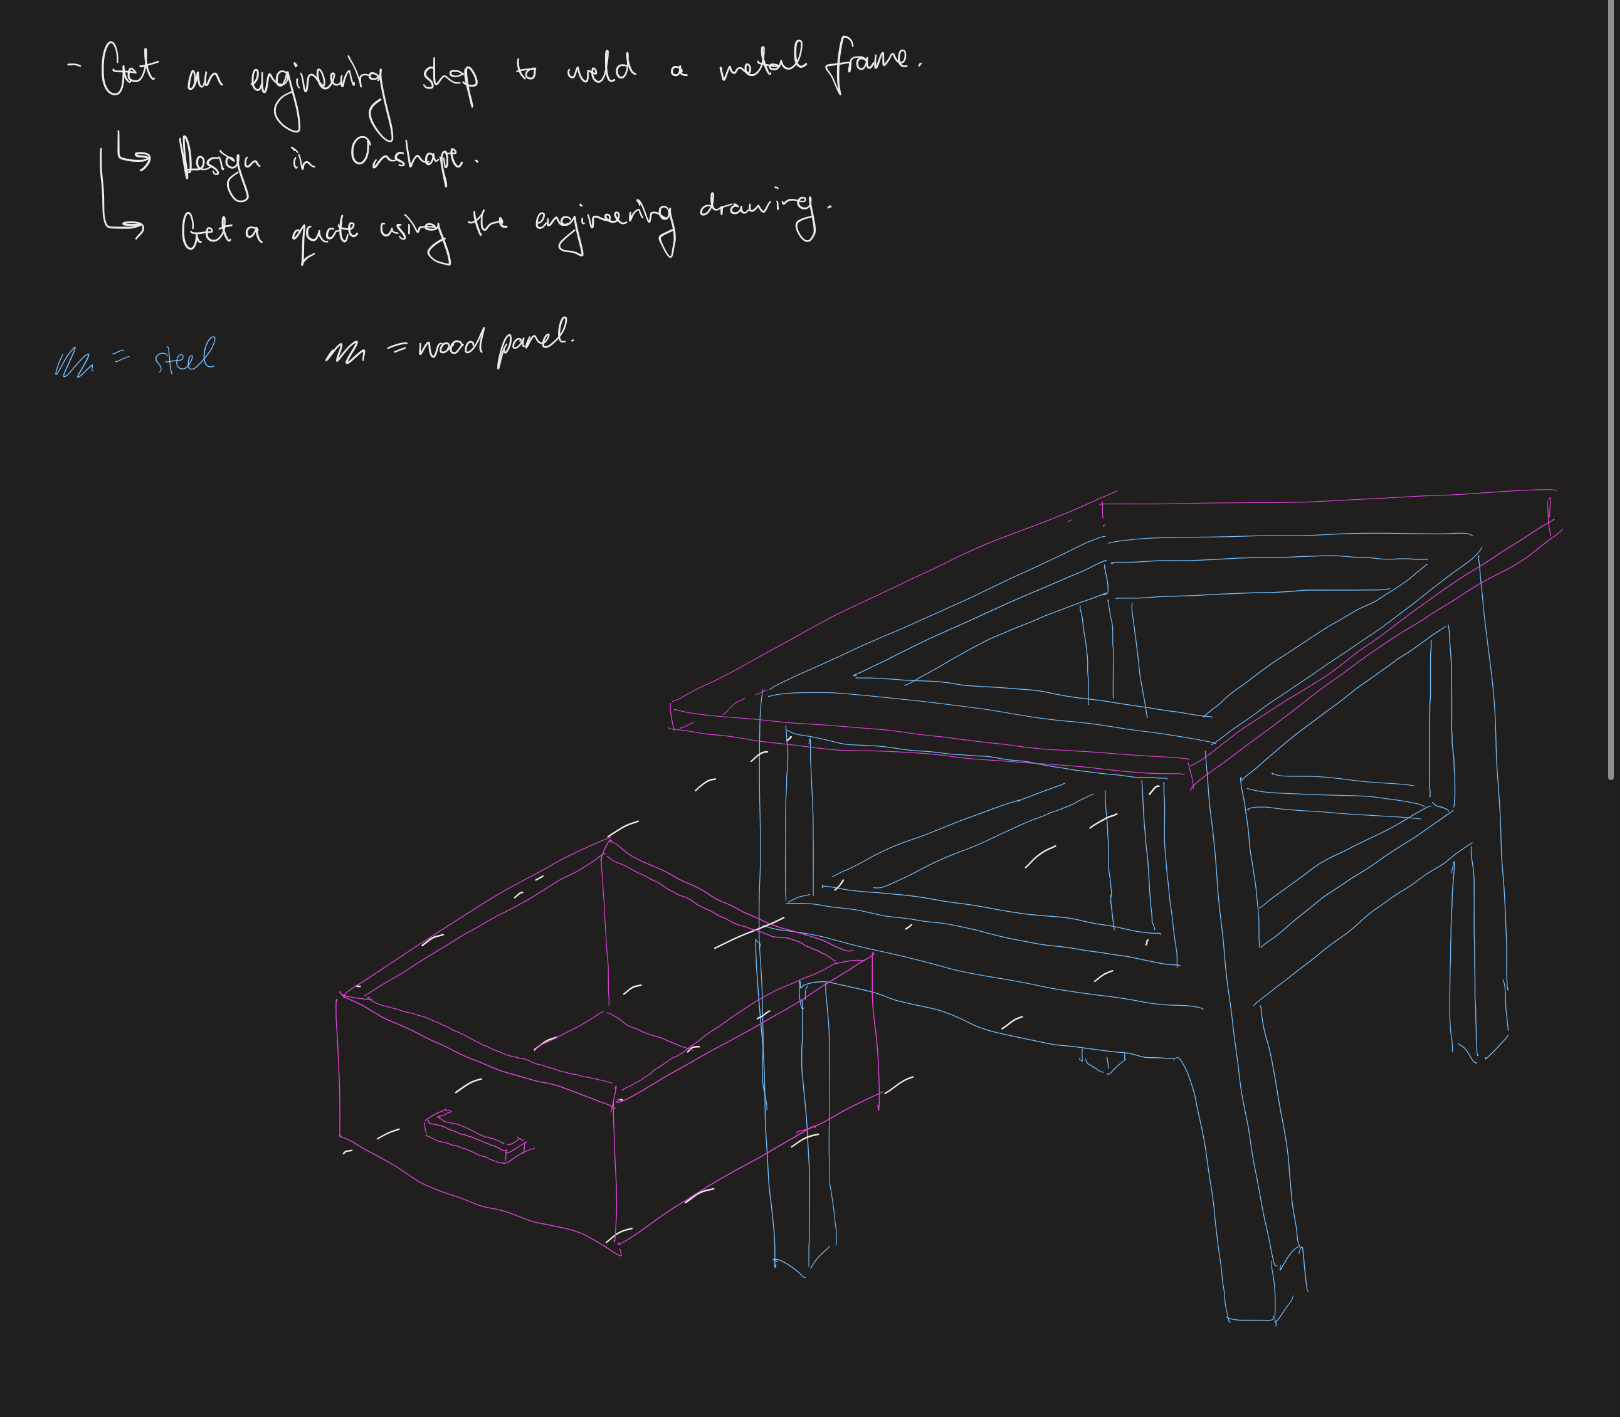 - Get an engineering shop to weld a metal frame.
↳ Design in Onshape.
↳ Get a quote using the engineering drawing.
= steel = wood panel.